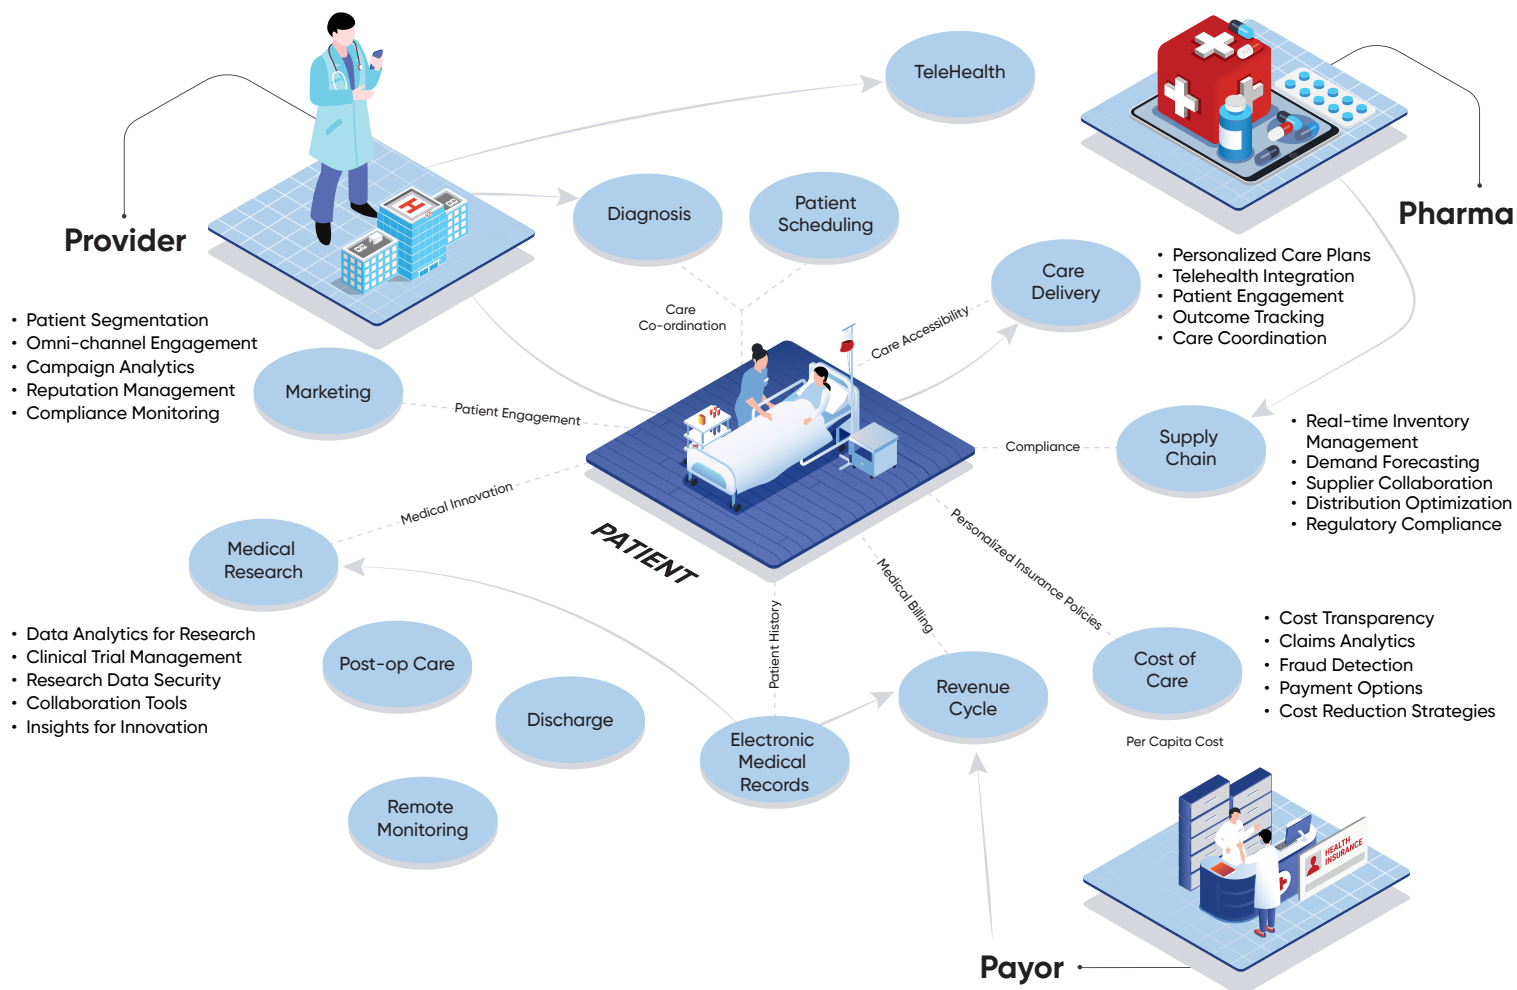 TeleHealth
Diagnosis
Patient
Scheduling
Provider
Pharma
Care
Delivery
• Personalized Care Plans
• Telehealth Integration
• Patient Engagement
• Outcome Tracking
• Care Coordination
Care
Co-ordination
Care Accessibility
• Patient Segmentation
• Omni-channel Engagement
• Campaign Analytics
• Reputation Management
• Compliance Monitoring
Marketing
Patient Engagement
Compliance
Supply
Chain
• Real-time Inventory
Management
• Demand Forecasting
• Supplier Collaboration
• Distribution Optimization
• Regulatory Compliance
H
PATIENT
Medical Innovation
Medical
Research
• Data Analytics for Research
• Clinical Trial Management
• Research Data Security
• Collaboration Tools
• Insights for Innovation
Post-op Care
Discharge
Remote
Monitoring
Patient History
Electronic
Medical
Records
Medical Billing
Revenue
Cycle
Personalized Insurance Policies
Cost of
Care
Per Capita Cost
• Cost Transparency
• Claims Analytics
• Fraud Detection
• Payment Options
• Cost Reduction Strategies
HEALTH
INSURANCE
Payor